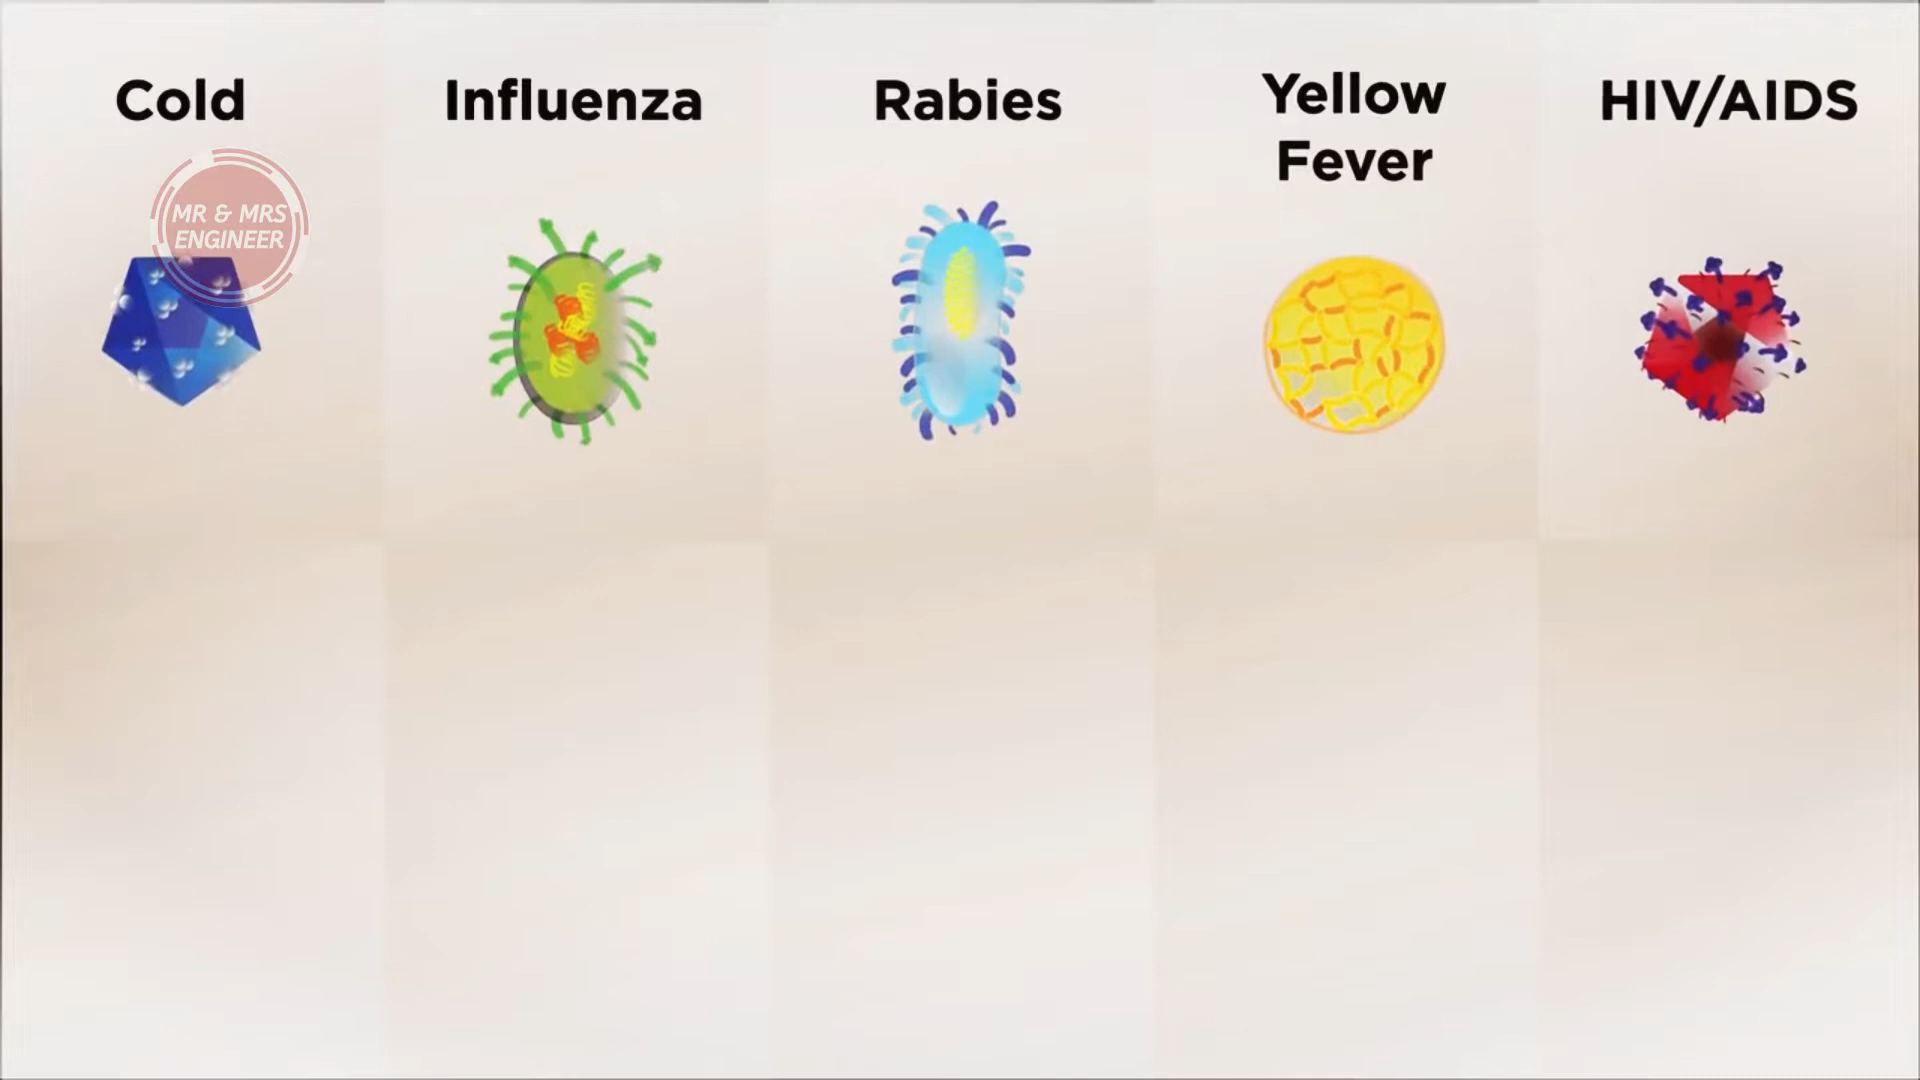 Cold
Influenza
Rabies
Yellow
Fever
HIV/AIDS
MR & MRS
ENGINEER